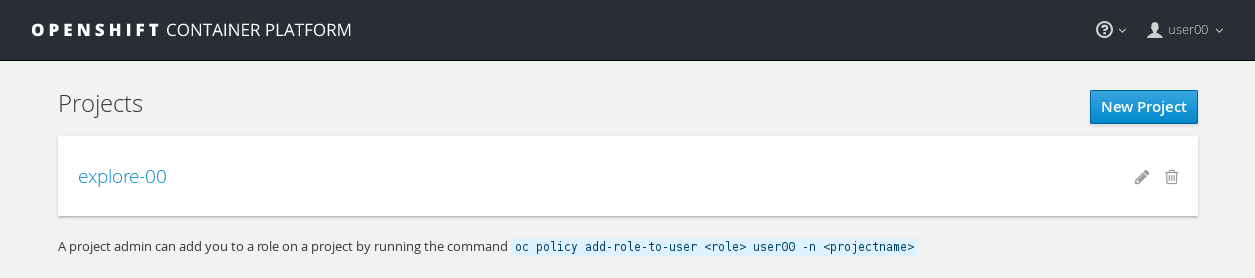 OPENSHIFT CONTAINER PLATFORM
user00
Projects
New Project
explore-00
A project admin can add you to a role on a project by running the command oc policy add-role-to-user <role> user00 -n <projectname>